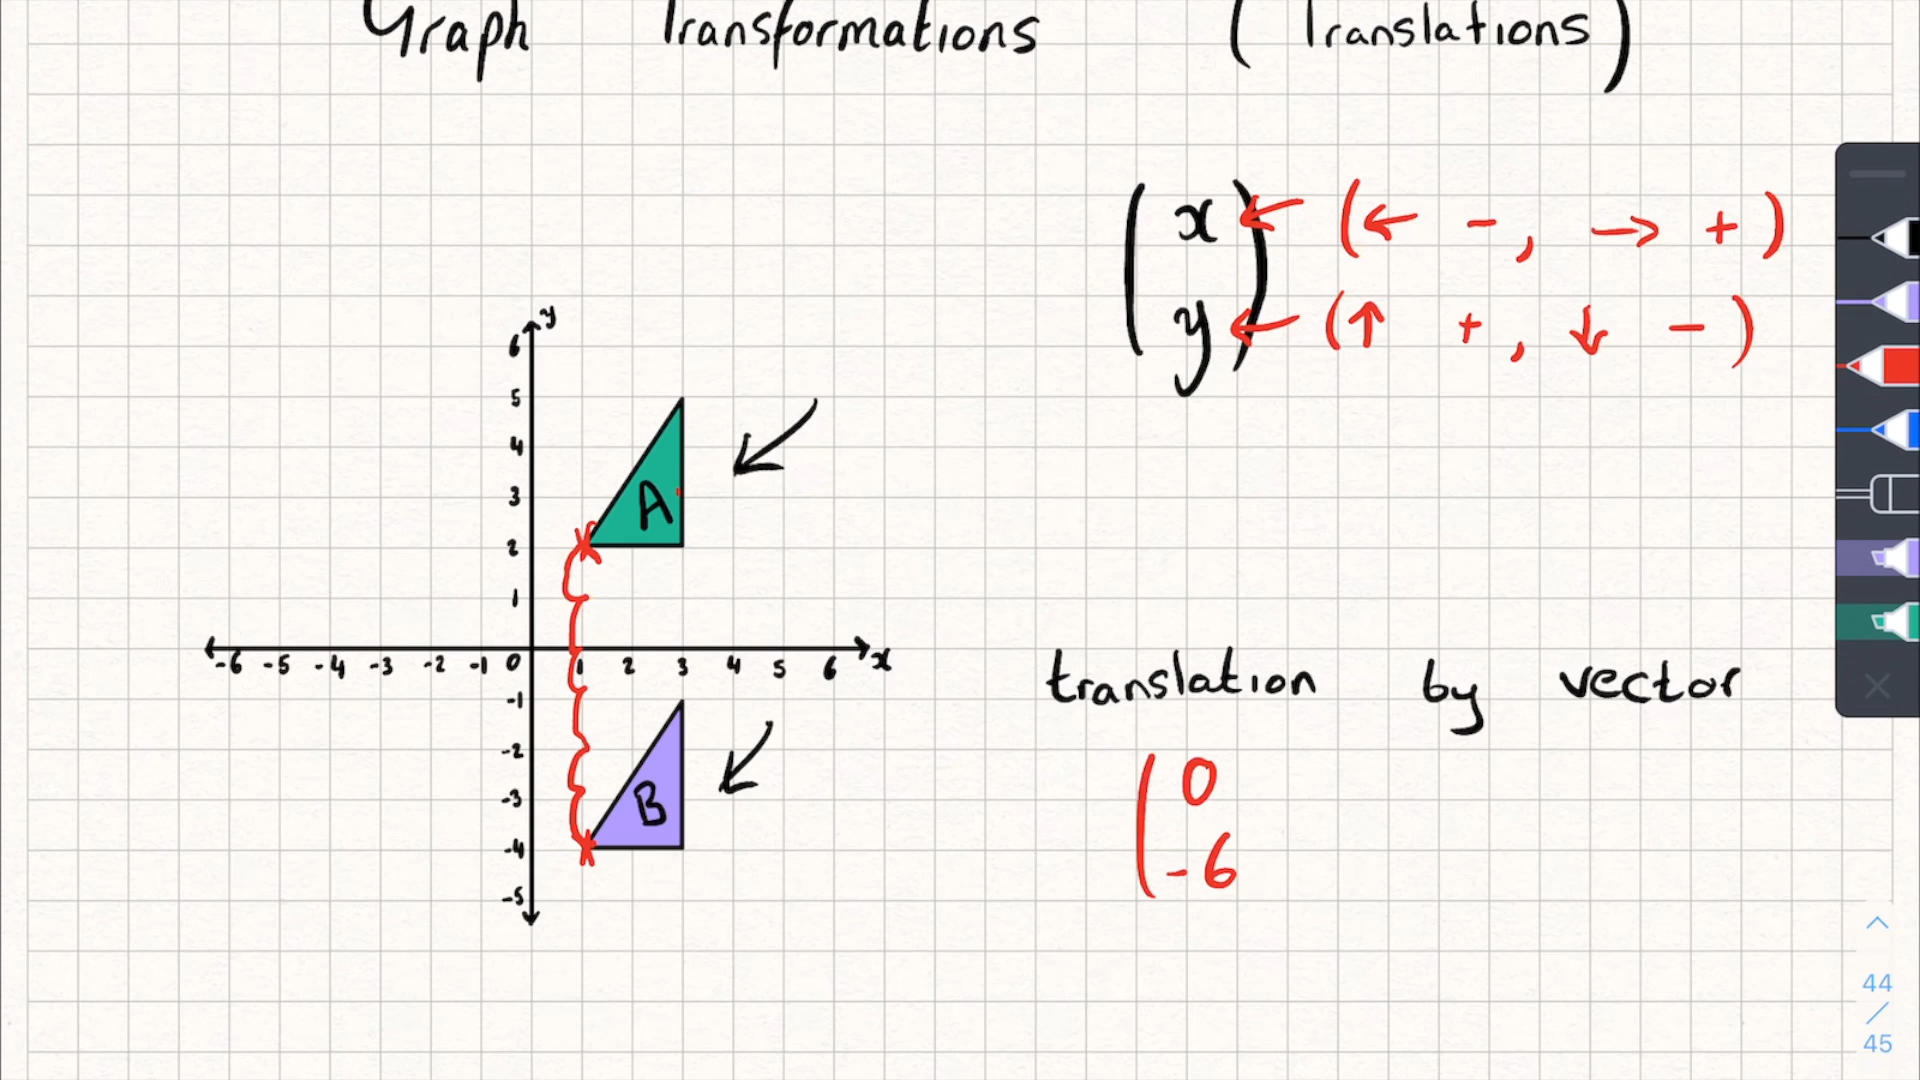 Graph Transformations (Translations)
( x ) ← (← -, → +)
( y ) ← (↑ +, ↓ -)
y
6
5
4
A
3
2
1
-6 -5 -4 -3 -2 -1 0 1 2 3 4 5 6 x
-1
-2
-3
B
-4
-5
translation by vector
( 0
-6
44
/
45